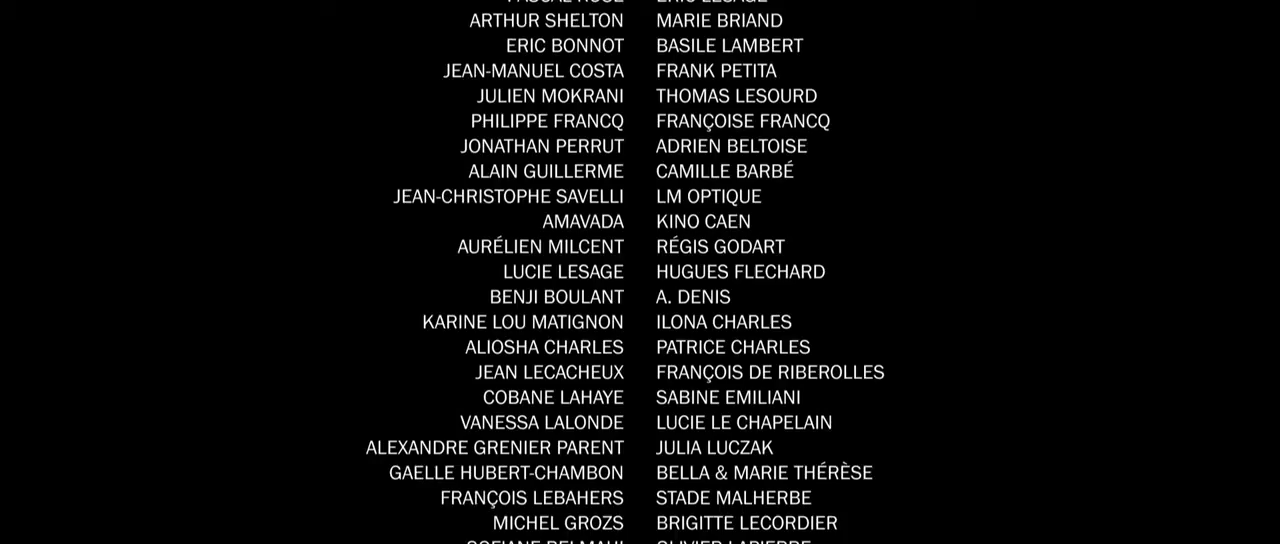 ARTHUR SHELTON MARIE BRIAND
ERIC BONNOT BASILE LAMBERT
JEAN-MANUEL COSTA FRANK PETITA
JULIEN MOKRANI THOMAS LESOURD
PHILIPPE FRANCQ FRANÇOISE FRANCQ
JONATHAN PERRUT ADRIEN BELTOISE
ALAIN GUILLERME CAMILLE BARBÉ
JEAN-CHRISTOPHE SAVELLI LM OPTIQUE
AMAVADA KINO CAEN
AURÉLIEN MILCENT RÉGIS GODART
LUCIE LESAGE HUGUES FLECHARD
BENJI BOULANT A. DENIS
KARINE LOU MATIGNON ILONA CHARLES
ALIOSHA CHARLES PATRICE CHARLES
JEAN LECACHEUX FRANÇOIS DE RIBEROLLES
COBANE LAHAYE SABINE EMILIANI
VANESSA LALONDE LUCIE LE CHAPELAIN
ALEXANDRE GRENIER PARENT JULIA LUCZAK
GAELLE HUBERT-CHAMBON BELLA & MARIE THÉRÈSE
FRANÇOIS LEBAHERS STADE MALHERBE
MICHEL GROZS BRIGITTE LECORDIER